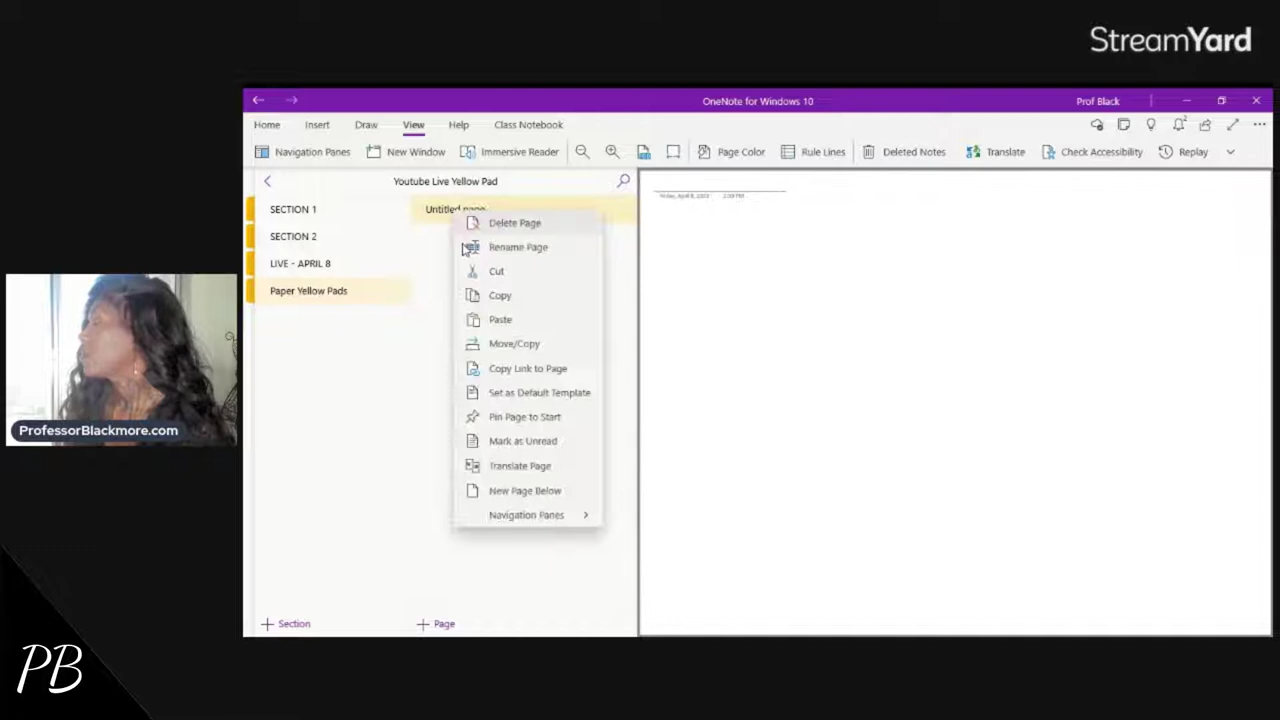 StreamYard
OneNote for Windows 10
Prof Black
Home Insert Draw View Help Class Notebook
2
Navigation Panes New Window Immersive Reader Page Color Rule Lines Deleted Notes Translate Check Accessibility Replay
Youtube Live Yellow Pad
SECTION 1
SECTION 2
LIVE - APRIL 8
Paper Yellow Pads
Untitled page
Delete Page
Rename Page
Cut
Copy
Paste
Move/Copy
Copy Link to Page
Set as Default Template
Pin Page to Start
Mark as Unread
Translate Page
New Page Below
Navigation Panes
Section
Page
ProfessorBlackmore.com
PB